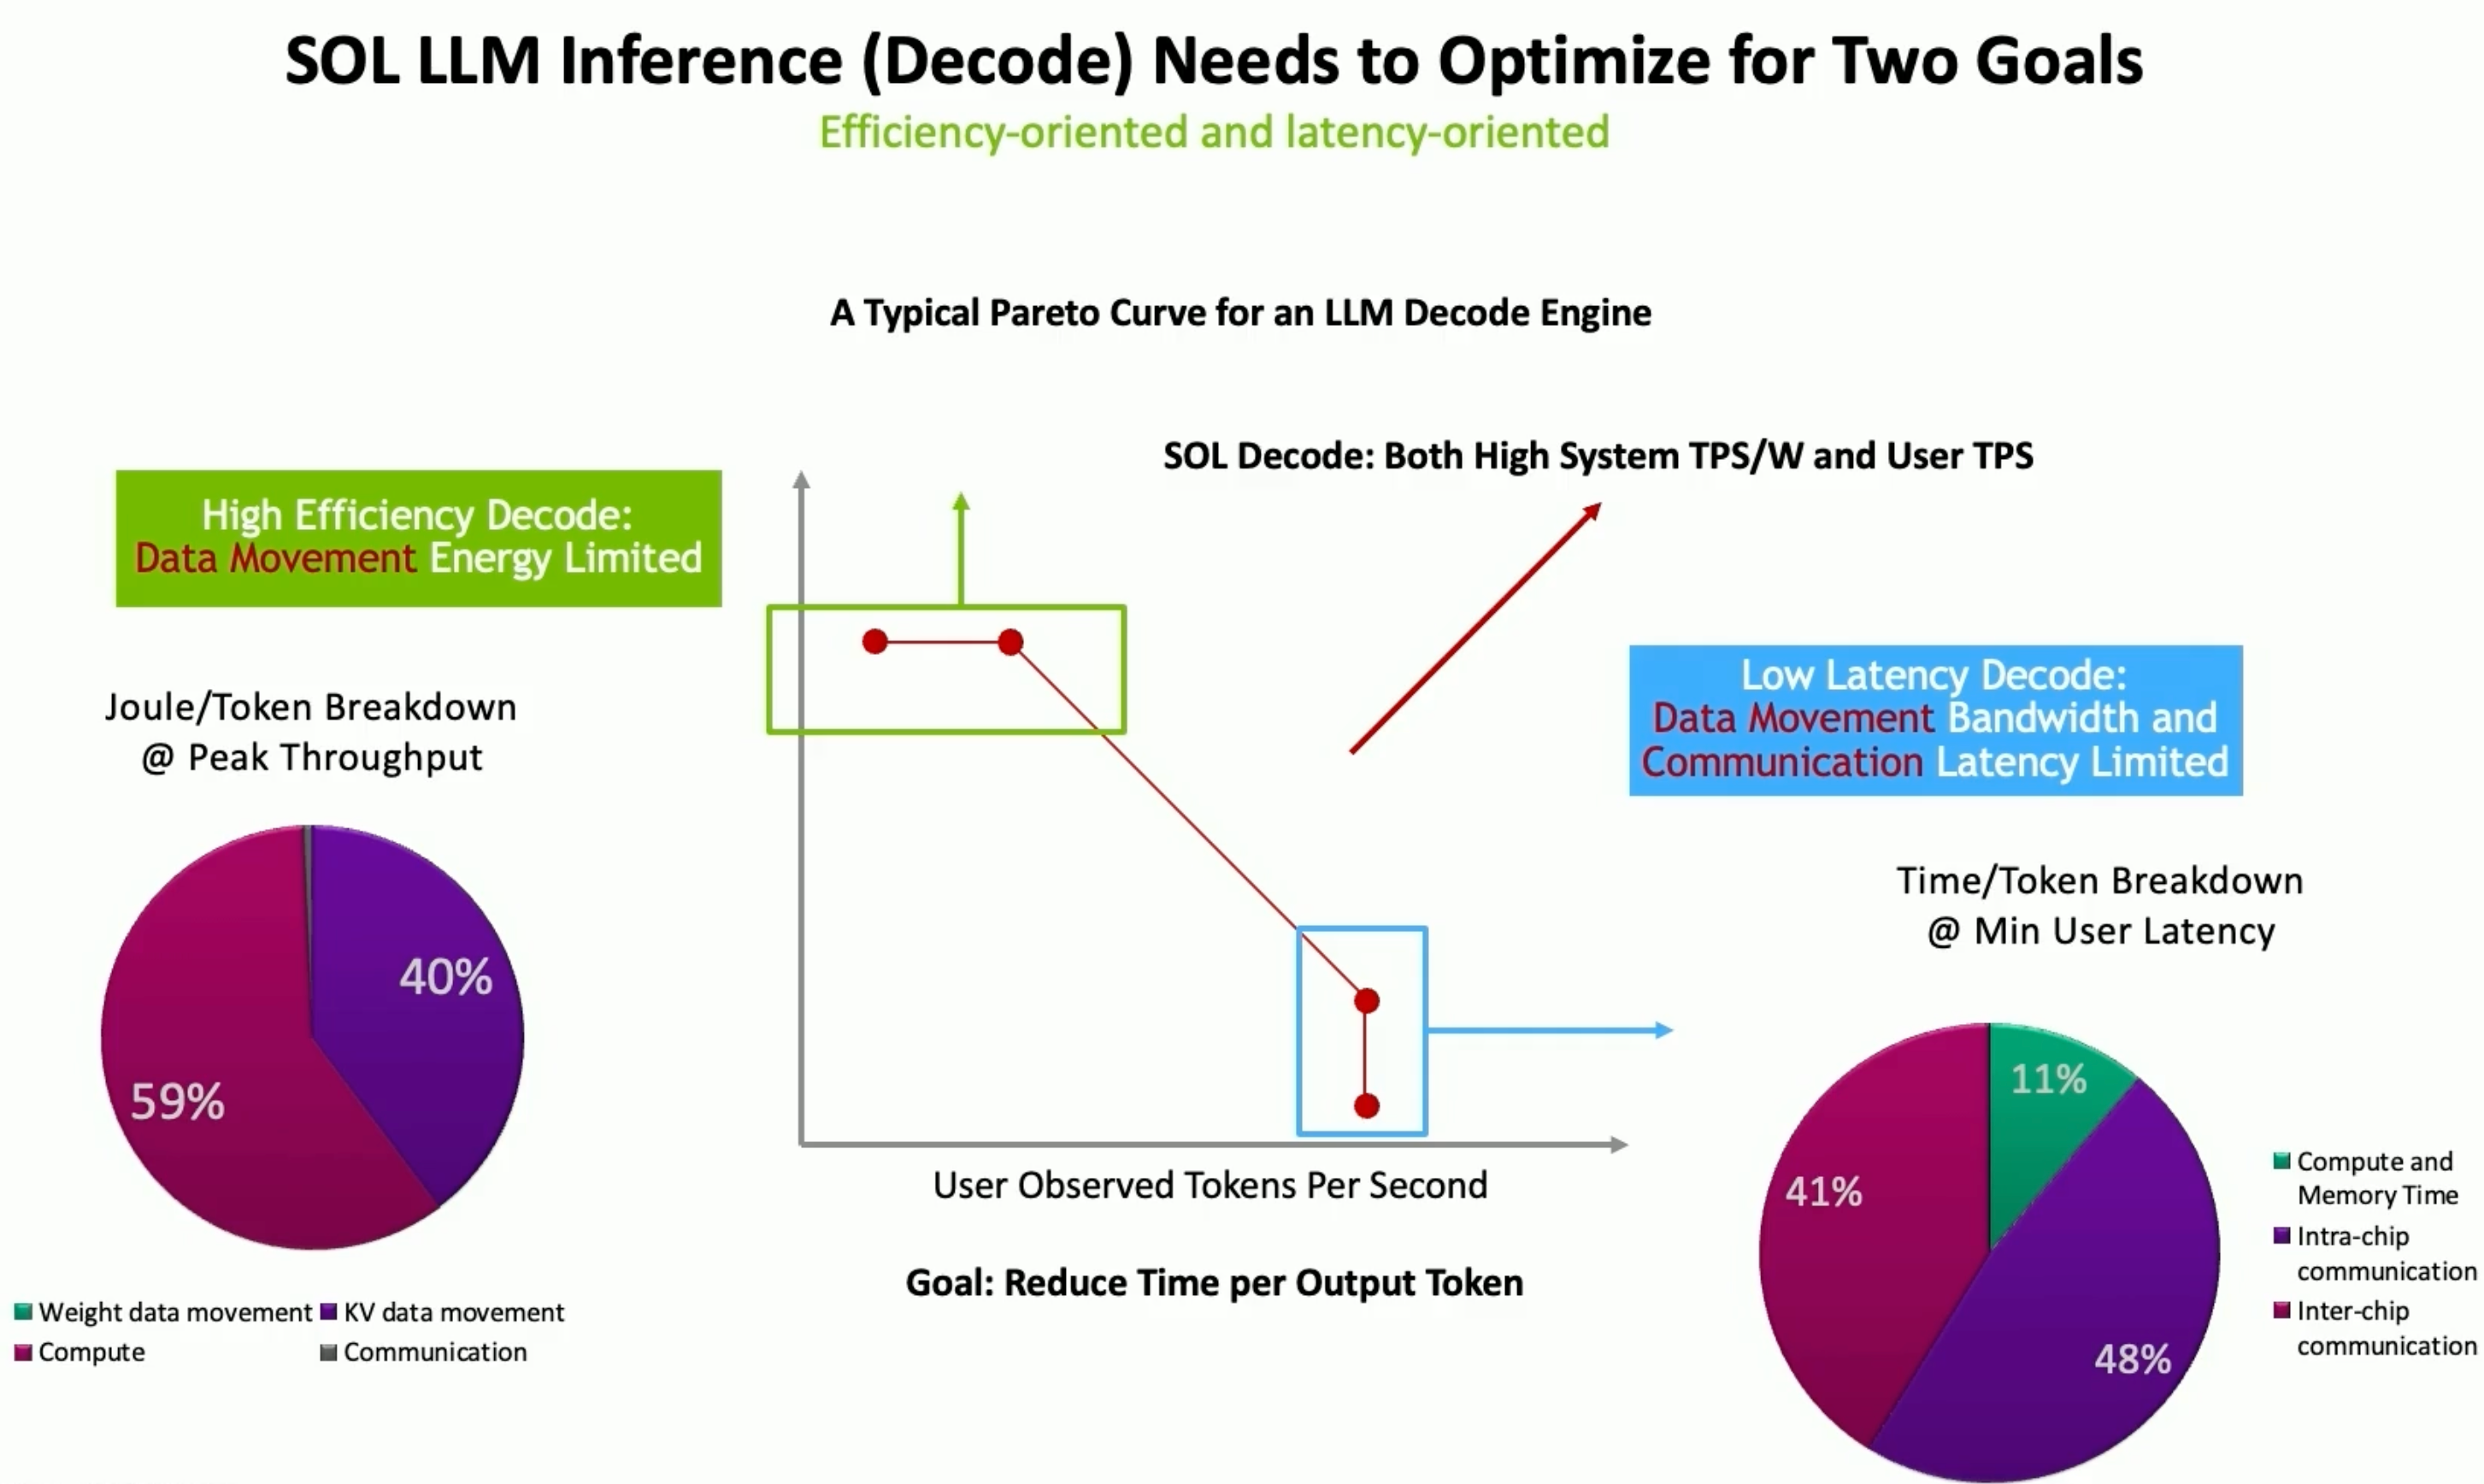 SOL LLM Inference (Decode) Needs to Optimize for Two Goals
Efficiency-oriented and latency-oriented
A Typical Pareto Curve for an LLM Decode Engine
SOL Decode: Both High System TPS/W and User TPS
High Efficiency Decode:
Data Movement Energy Limited
Joule/Token Breakdown
@ Peak Throughput
40%
59%
Weight data movement
KV data movement
Compute
Communication
User Observed Tokens Per Second
Goal: Reduce Time per Output Token
Low Latency Decode:
Data Movement Bandwidth and
Communication Latency Limited
Time/Token Breakdown
@ Min User Latency
11%
41%
48%
Compute and
Memory Time
Intra-chip
communication
Inter-chip
communication